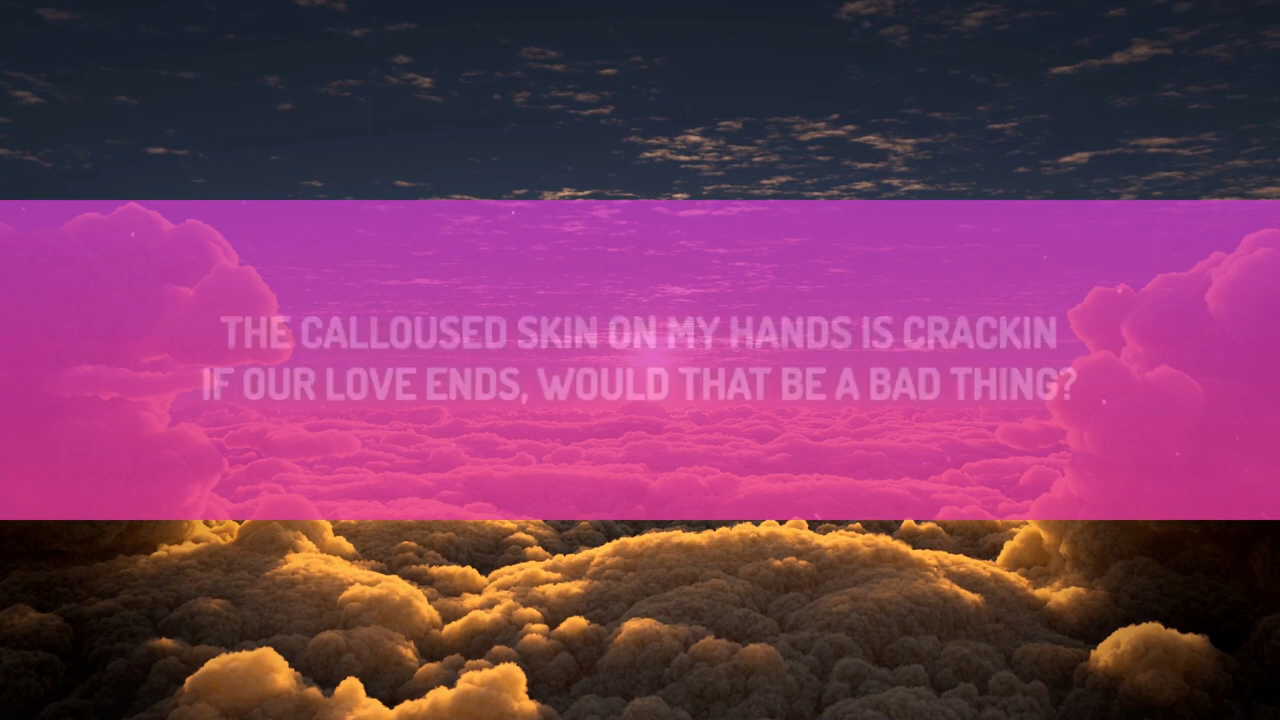 THE CALLOUSED SKIN ON MY HANDS IS CRACKIN
IF OUR LOVE ENDS, WOULD THAT BE A BAD THING?